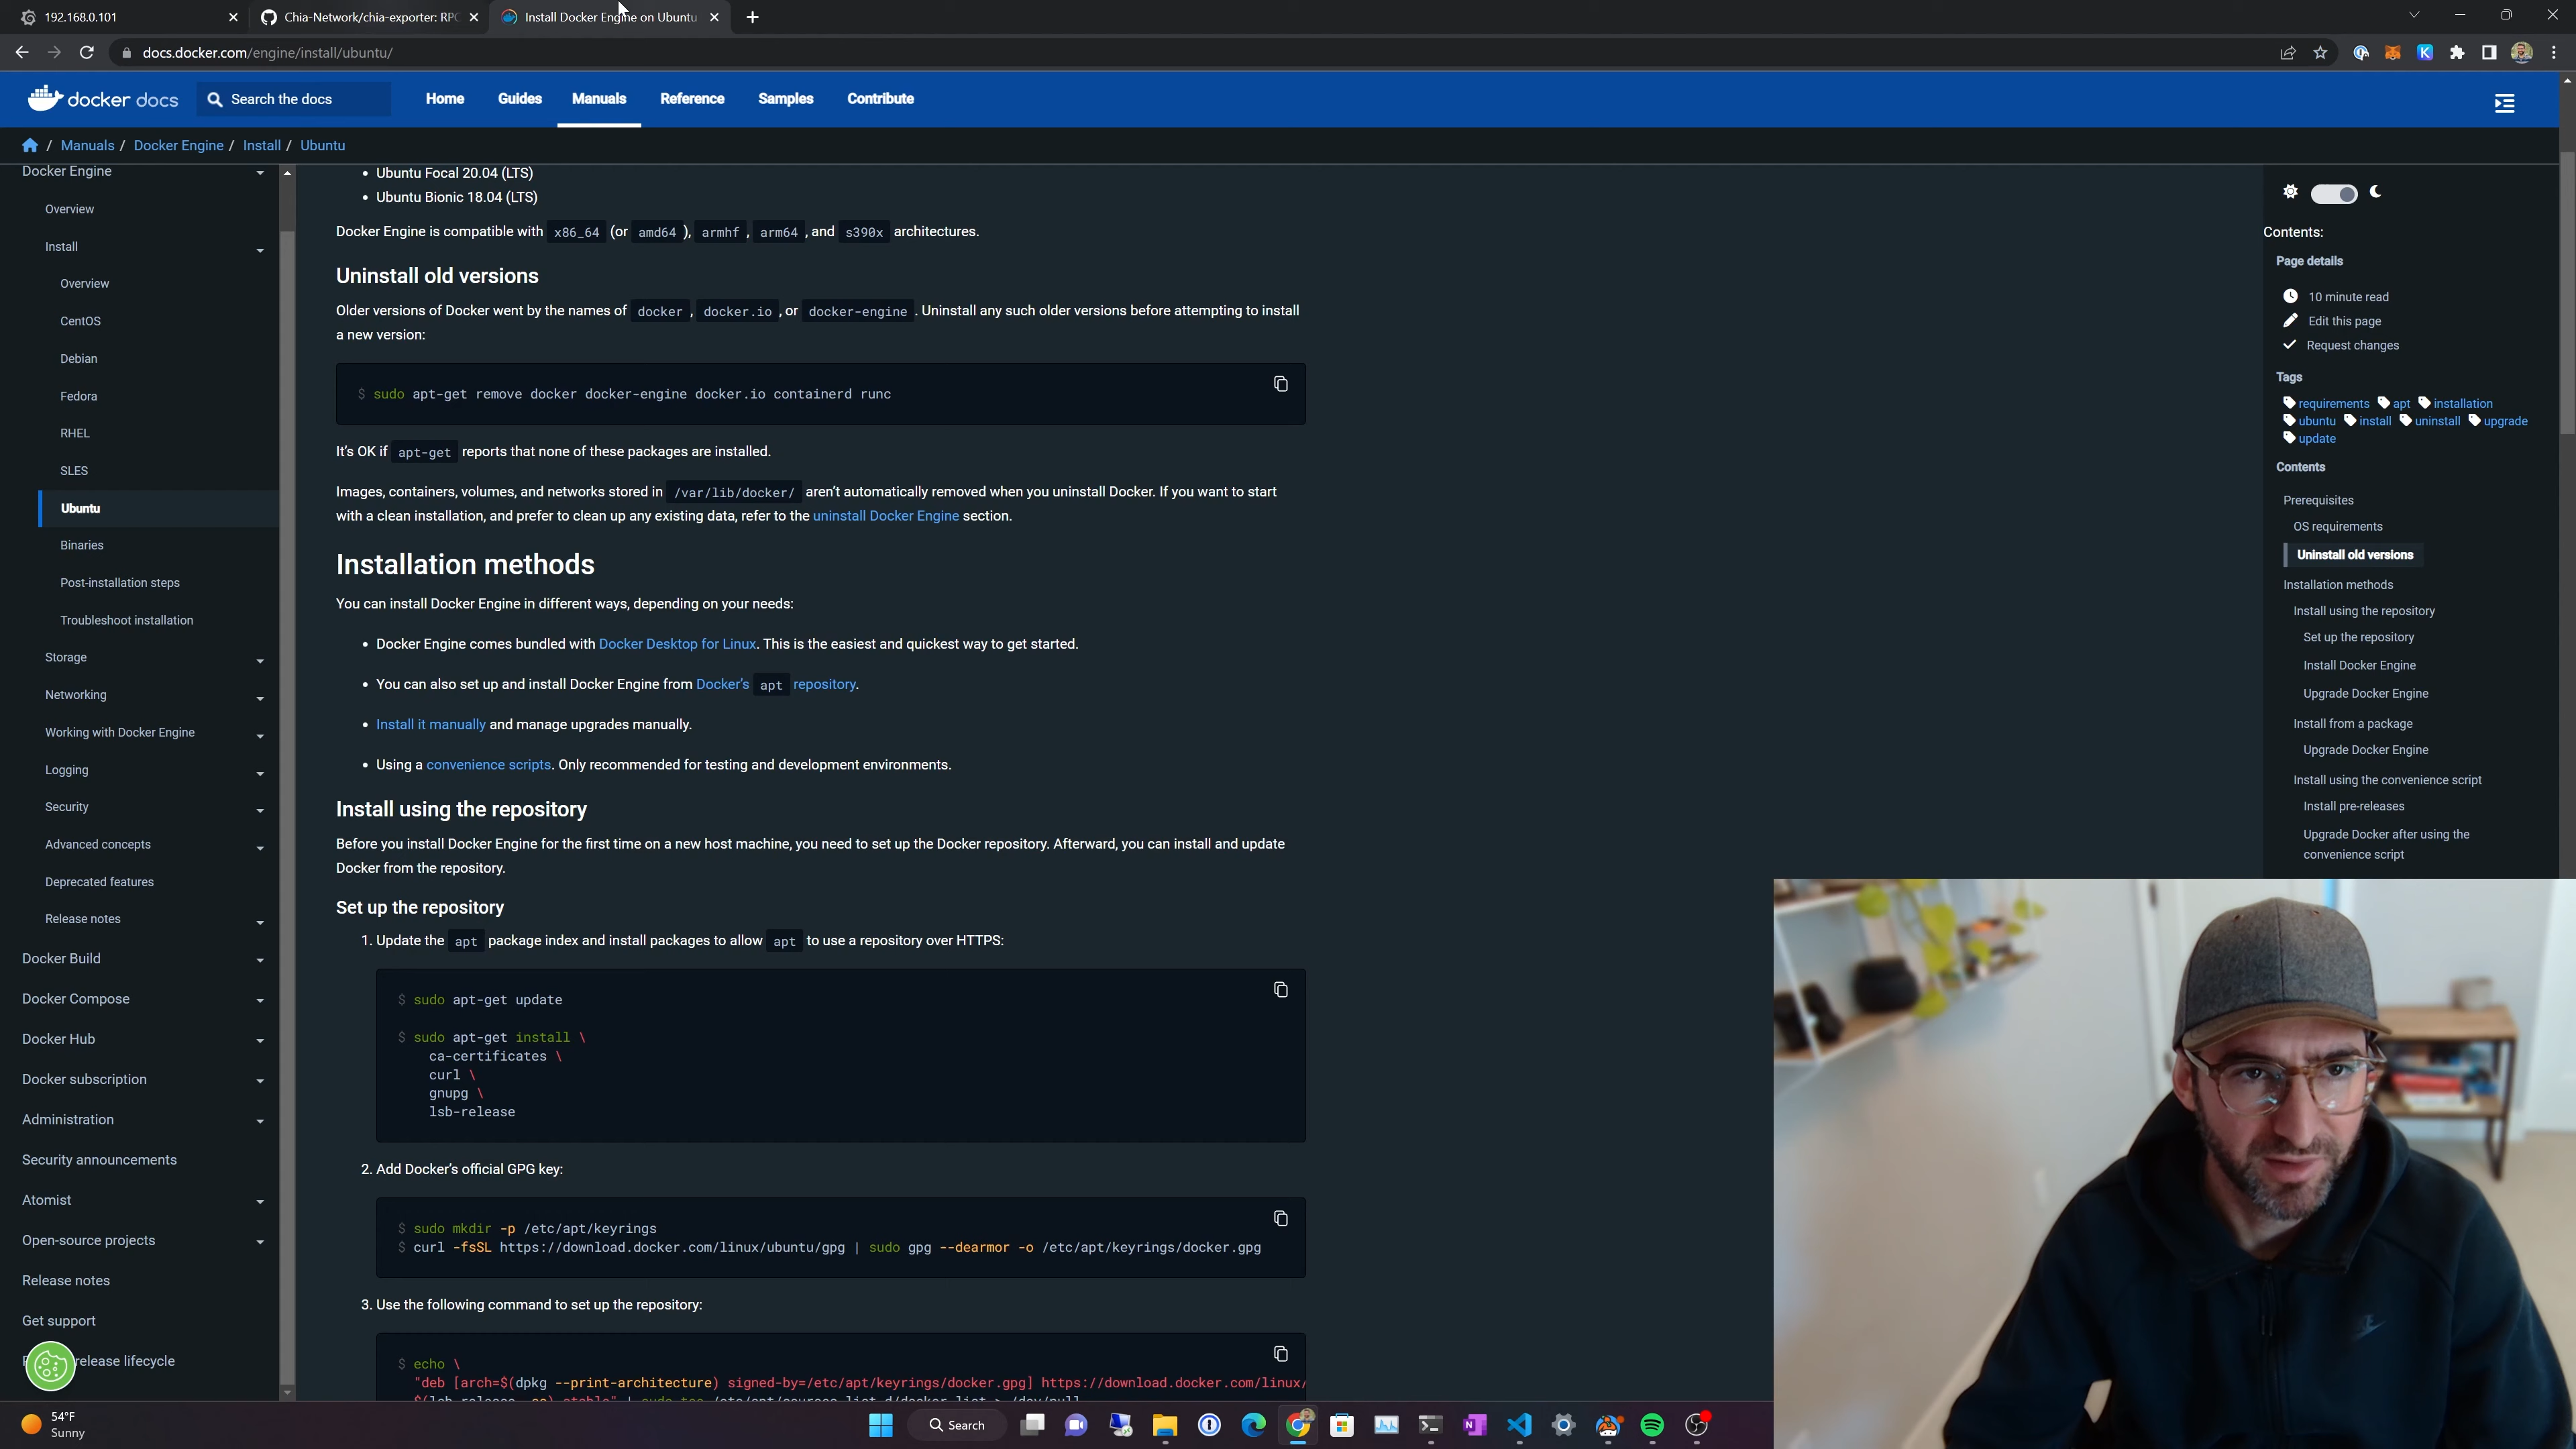 192.168.0.101
Chia-Network/chia-exporter: RPC
Install Docker Engine on Ubuntu
docs.docker.com/engine/install/ubuntu/
docker docs
Search the docs
Home
Guides
Manuals
Reference
Samples
Contribute
/ Manuals / Docker Engine / Install / Ubuntu
Docker Engine
Overview
Install
Overview
CentOS
Debian
Fedora
RHEL
SLES
Ubuntu
Binaries
Post-installation steps
Troubleshoot installation
Storage
Networking
Working with Docker Engine
Logging
Security
Advanced concepts
Deprecated features
Release notes
Docker Build
Docker Compose
Docker Hub
Docker subscription
Administration
Security announcements
Atomist
Open-source projects
Release notes
Get support
release lifecycle
• Ubuntu Focal 20.04 (LTS)
• Ubuntu Bionic 18.04 (LTS)
Docker Engine is compatible with x86_64 (or amd64 ), armhf , arm64 , and s390x architectures.
Uninstall old versions
Older versions of Docker went by the names of docker , docker.io , or docker-engine . Uninstall any such older versions before attempting to install
a new version:
$ sudo apt-get remove docker docker-engine docker.io containerd runc
It's OK if apt-get reports that none of these packages are installed.
Images, containers, volumes, and networks stored in /var/lib/docker/ aren't automatically removed when you uninstall Docker. If you want to start
with a clean installation, and prefer to clean up any existing data, refer to the uninstall Docker Engine section.
Installation methods
You can install Docker Engine in different ways, depending on your needs:
• Docker Engine comes bundled with Docker Desktop for Linux. This is the easiest and quickest way to get started.
• You can also set up and install Docker Engine from Docker's apt repository.
• Install it manually and manage upgrades manually.
• Using a convenience scripts. Only recommended for testing and development environments.
Install using the repository
Before you install Docker Engine for the first time on a new host machine, you need to set up the Docker repository. Afterward, you can install and update
Docker from the repository.
Set up the repository
1. Update the apt package index and install packages to allow apt to use a repository over HTTPS:
$ sudo apt-get update
$ sudo apt-get install \
ca-certificates \
curl \
gnupg \
lsb-release
2. Add Docker's official GPG key:
$ sudo mkdir -p /etc/apt/keyrings
$ curl -fsSL https://download.docker.com/linux/ubuntu/gpg | sudo gpg --dearmor -o /etc/apt/keyrings/docker.gpg
3. Use the following command to set up the repository:
$ echo \
"deb [arch=$(dpkg --print-architecture) signed-by=/etc/apt/keyrings/docker.gpg] https://download.docker.com/linux/
Contents:
Page details
10 minute read
Edit this page
Request changes
Tags
requirements apt installation
ubuntu install uninstall upgrade
update
Contents
Prerequisites
OS requirements
Uninstall old versions
Installation methods
Install using the repository
Set up the repository
Install Docker Engine
Upgrade Docker Engine
Install from a package
Upgrade Docker Engine
Install using the convenience script
Install pre-releases
Upgrade Docker after using the
convenience script
54°F
Sunny
Search